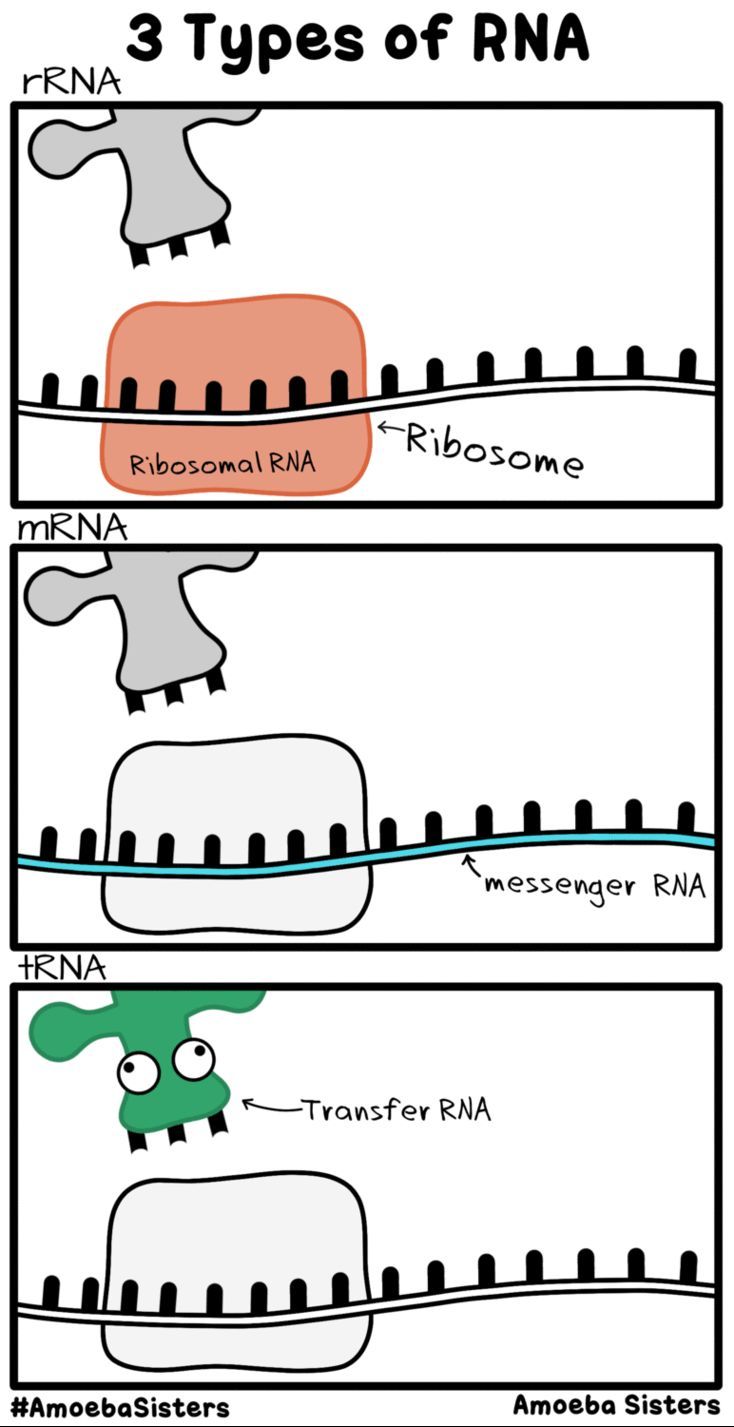 3 Types of RNA
rRNA
Ribosomal RNA
Ribosome
mRNA
messenger RNA
tRNA
Transfer RNA
#AmoebaSisters
Amoeba Sisters